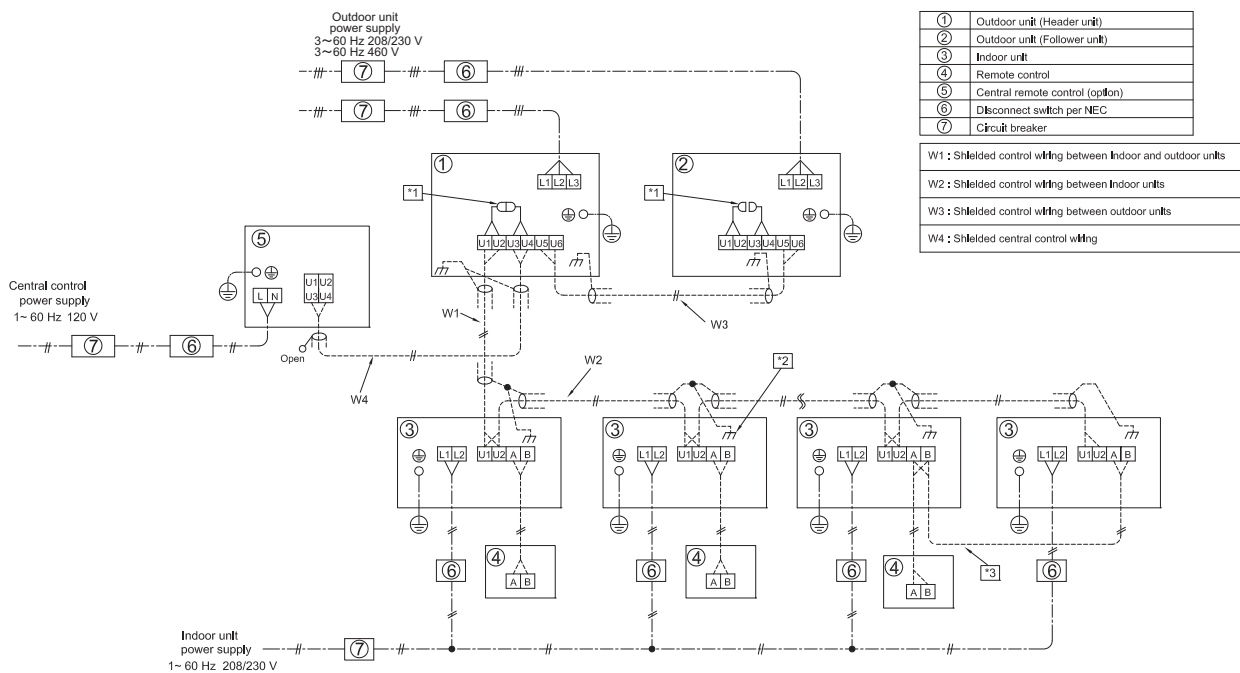 Outdoor unit
power supply
3~60 Hz 208/230 V
3~60 Hz 460 V
⑦ ⑥
⑦ ⑥
① Outdoor unit (Header unit)
② Outdoor unit (Follower unit)
③ Indoor unit
④ Remote control
⑤ Central remote control (option)
⑥ Disconnect switch per NEC
⑦ Circuit breaker
W1 : Shielded control wiring between indoor and outdoor units
W2 : Shielded control wiring between indoor units
W3 : Shielded control wiring between outdoor units
W4 : Shielded central control wiring
①
*1
L1 L2 L3
U1 U2 U3 U4 U5 U6
②
*1
L1 L2 L3
U1 U2 U3 U4 U5 U6
⑤
L N
U1 U2
U3 U4
Open
Central control
power supply
1~ 60 Hz 120 V
⑦ ⑥
W1
W3
W4
W2
*2
③
L1 L2
U1 U2 A B
③
L1 L2
U1 U2 A B
③
L1 L2
U1 U2 A B
③
L1 L2
U1 U2 A B
⑥
④
A B
⑥
④
A B
⑥
④
A B
*3
⑥
Indoor unit
power supply
1~ 60 Hz 208/230 V
⑦